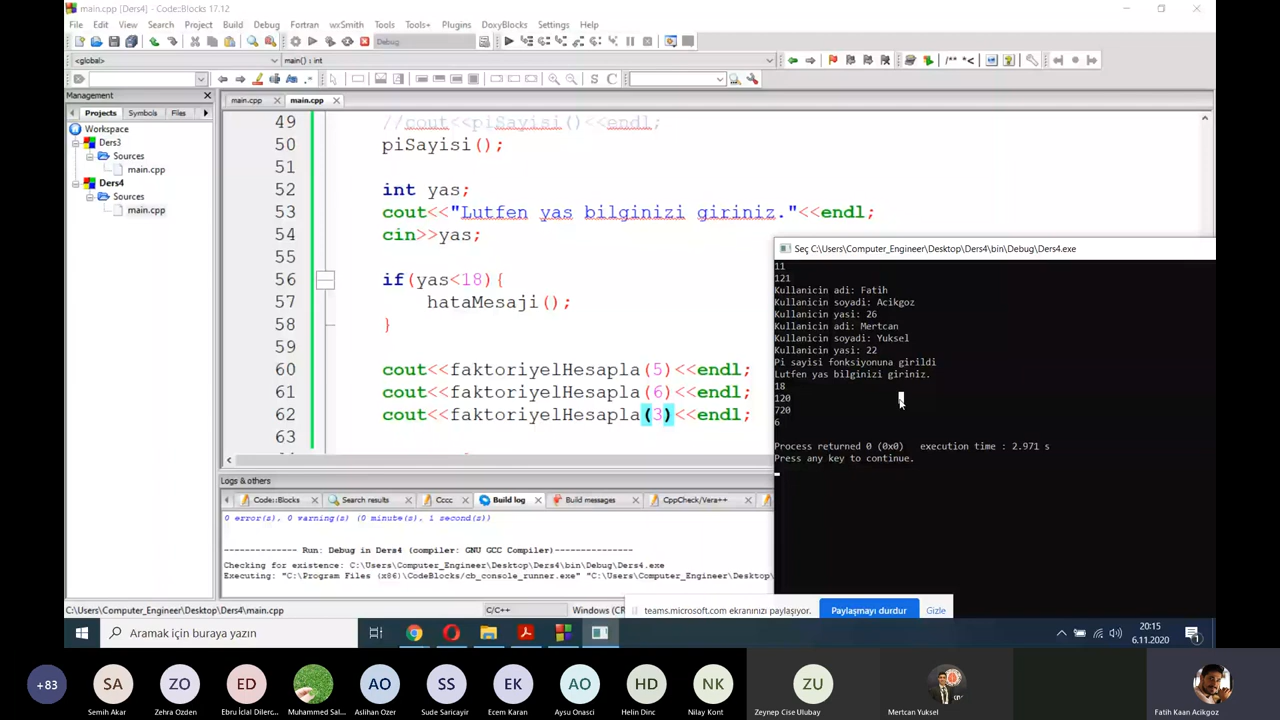 main.cpp [Ders4] - Code::Blocks 17.12
File Edit View Search Project Build Debug Fortran wxSmith Tools Tools+ Plugins DoxyBlocks Settings Help
Debug
<global> main() : int
/** *<
S C
Management
Projects Symbols Files
Workspace
Ders3
Sources
main.cpp
Ders4
Sources
main.cpp
main.cpp main.cpp
49 //cout<<piSayisi()<<endl;
50 piSayisi();
51
52 int yas;
53 cout<<"Lutfen yas bilginizi giriniz."<<endl;
54 cin>>yas;
55
56 if(yas<18){
57 hataMesaji();
58 }
59
60 cout<<faktoriyelHesapla(5)<<endl;
61 cout<<faktoriyelHesapla(6)<<endl;
62 cout<<faktoriyelHesapla(3)<<endl;
63
Seç C:\Users\Computer_Engineer\Desktop\Ders4\bin\Debug\Ders4.exe
11
121
Kullanicin adi: Fatih
Kullanicin soyadi: Acikgoz
Kullanicin yasi: 26
Kullanicin adi: Mertcan
Kullanicin soyadi: Yuksel
Kullanicin yasi: 22
Pi sayisi fonksiyonuna girildi
Lutfen yas bilginizi giriniz.
18
120
720
6
Process returned 0 (0x0) execution time : 2.971 s
Press any key to continue.
Logs & others
Code::Blocks Search results Cccc Build log Build messages CppCheck/Vera++
0 error(s), 0 warning(s) (0 minute(s), 1 second(s))
-------------- Run: Debug in Ders4 (compiler: GNU GCC Compiler)---------------
Checking for existence: C:\Users\Computer_Engineer\Desktop\Ders4\bin\Debug\Ders4.exe
Executing: "C:\Program Files (x86)\CodeBlocks/cb_console_runner.exe" "C:\Users\Computer_Engineer\Desktop
C:\Users\Computer_Engineer\Desktop\Ders4\main.cpp C/C++ Windows (CR
teams.microsoft.com ekranınızı paylaşıyor. Paylaşmayı durdur Gizle
Aramak için buraya yazın
20:15
6.11.2020
1
+83 SA ZO ED AO SS EK AO HD NK ZU
Semih Akar Zehra Ozden Ebru İclal Dilerc... Muhammed Sal... Aslihan Ozer Sude Saricayir Ecem Karan Aysu Onasci Helin Dinc Nilay Kont Zeynep Cise Ulubay Mertcan Yuksel Fatih Kaan Acikgoz